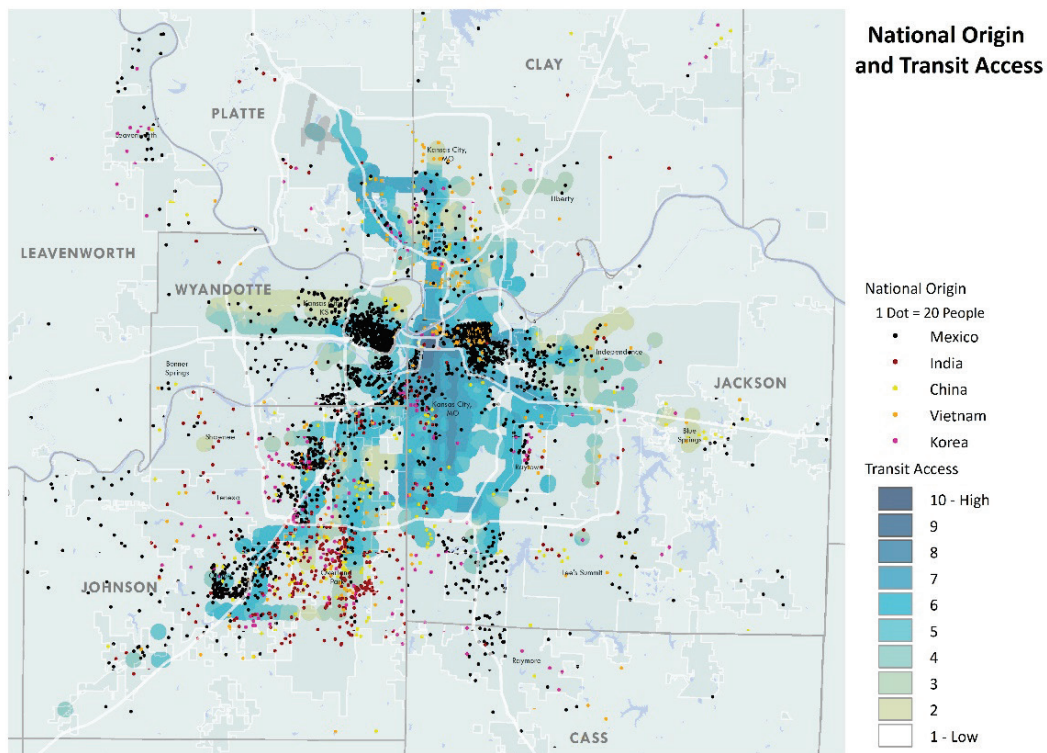 National Origin
and Transit Access
CLAY
PLATTE
Kansas City,
MO
Leavenworth
Liberty
LEAVENWORTH
WYANDOTTE
Kansas City,
KS
Independence
Bonner
Springs
JACKSON
Kansas City,
MO
Blue
Springs
Shawnee
Raytown
Lenexa
Overland
Park
Lee's Summit
JOHNSON
Raymore
CASS
National Origin
1 Dot = 20 People
Mexico
India
China
Vietnam
Korea
Transit Access
10 - High
9
8
7
6
5
4
3
2
1 - Low